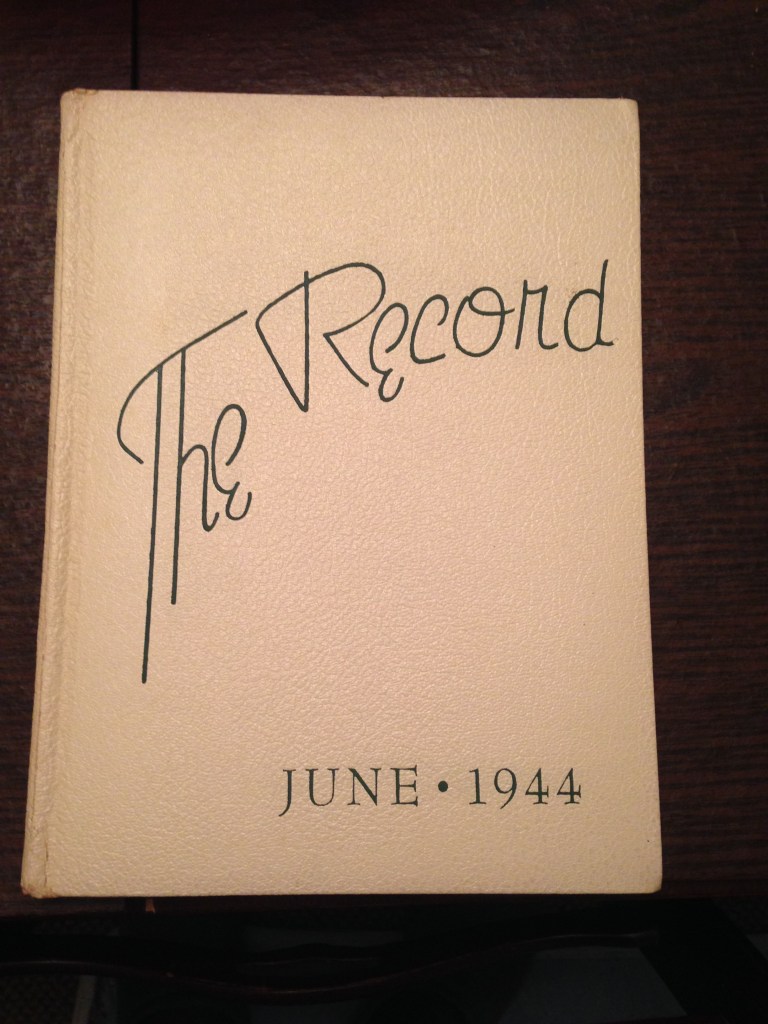 The Record
JUNE • 1944